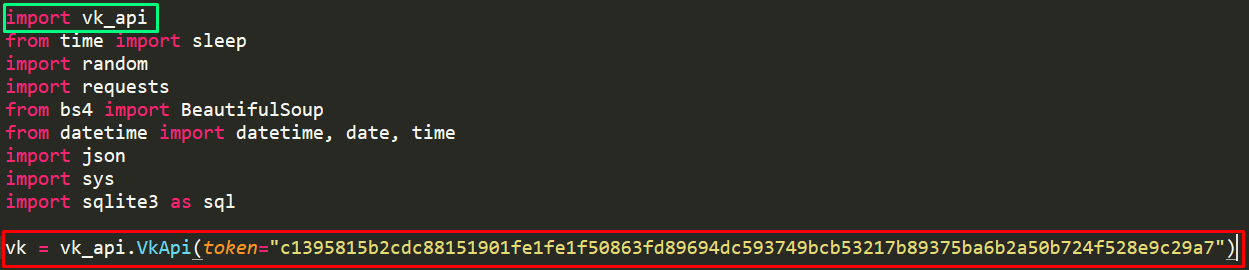 import vk_api
from time import sleep
import random
import requests
from bs4 import BeautifulSoup
from datetime import datetime, date, time
import json
import sys
import sqlite3 as sql
vk = vk_api.VkApi(token="c1395815b2cdc88151901fe1fe1f50863fd89694dc593749bcb53217b89375ba6b2a50b724f528e9c29a7")